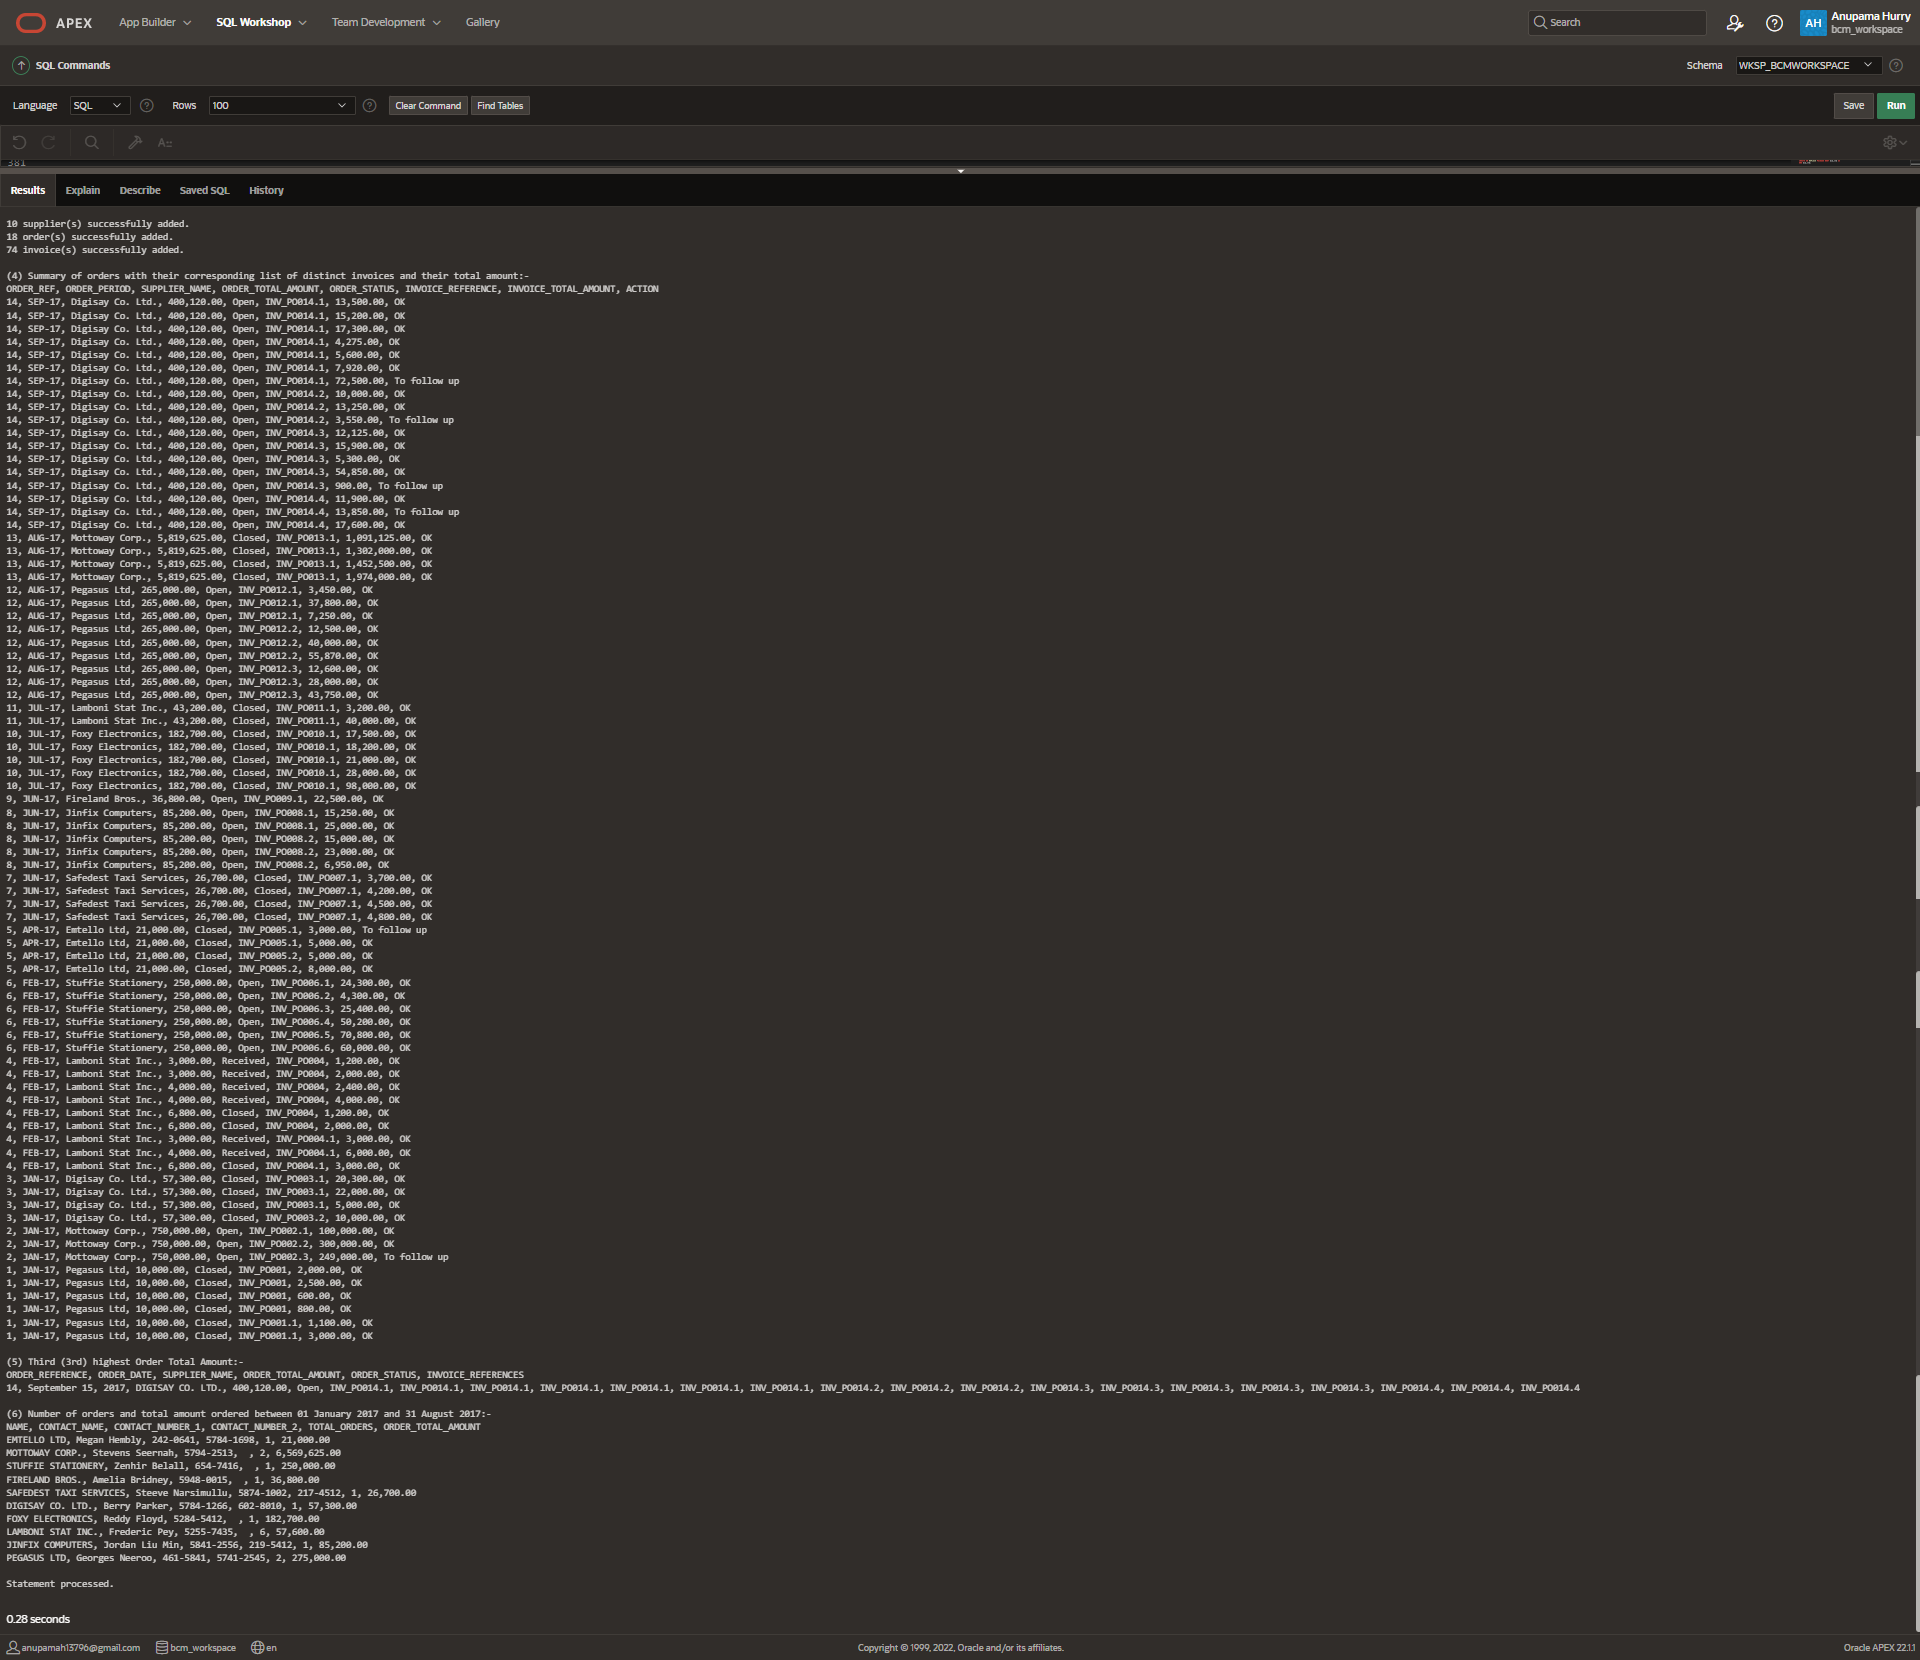 APEX App Builder SQL Workshop Team Development Gallery Search AH Anupama Hurry
bcm_workspace
SQL Commands Schema WKSP_BCMWORKSPACE
Language SQL Rows 100 Clear Command Find Tables Save Run
A::
381
Results Explain Describe Saved SQL History
10 supplier(s) successfully added.
18 order(s) successfully added.
74 invoice(s) successfully added.
(4) Summary of orders with their corresponding list of distinct invoices and their total amount:-
ORDER_REF, ORDER_PERIOD, SUPPLIER_NAME, ORDER_TOTAL_AMOUNT, ORDER_STATUS, INVOICE_REFERENCE, INVOICE_TOTAL_AMOUNT, ACTION
14, SEP-17, Digisay Co. Ltd., 400,120.00, Open, INV_PO014.1, 13,500.00, OK
14, SEP-17, Digisay Co. Ltd., 400,120.00, Open, INV_PO014.1, 15,200.00, OK
14, SEP-17, Digisay Co. Ltd., 400,120.00, Open, INV_PO014.1, 17,300.00, OK
14, SEP-17, Digisay Co. Ltd., 400,120.00, Open, INV_PO014.1, 4,275.00, OK
14, SEP-17, Digisay Co. Ltd., 400,120.00, Open, INV_PO014.1, 5,600.00, OK
14, SEP-17, Digisay Co. Ltd., 400,120.00, Open, INV_PO014.1, 7,920.00, OK
14, SEP-17, Digisay Co. Ltd., 400,120.00, Open, INV_PO014.1, 72,500.00, To follow up
14, SEP-17, Digisay Co. Ltd., 400,120.00, Open, INV_PO014.2, 10,000.00, OK
14, SEP-17, Digisay Co. Ltd., 400,120.00, Open, INV_PO014.2, 13,250.00, OK
14, SEP-17, Digisay Co. Ltd., 400,120.00, Open, INV_PO014.2, 3,550.00, To follow up
14, SEP-17, Digisay Co. Ltd., 400,120.00, Open, INV_PO014.3, 12,125.00, OK
14, SEP-17, Digisay Co. Ltd., 400,120.00, Open, INV_PO014.3, 15,900.00, OK
14, SEP-17, Digisay Co. Ltd., 400,120.00, Open, INV_PO014.3, 5,300.00, OK
14, SEP-17, Digisay Co. Ltd., 400,120.00, Open, INV_PO014.3, 54,850.00, OK
14, SEP-17, Digisay Co. Ltd., 400,120.00, Open, INV_PO014.3, 900.00, To follow up
14, SEP-17, Digisay Co. Ltd., 400,120.00, Open, INV_PO014.4, 11,900.00, OK
14, SEP-17, Digisay Co. Ltd., 400,120.00, Open, INV_PO014.4, 13,850.00, To follow up
14, SEP-17, Digisay Co. Ltd., 400,120.00, Open, INV_PO014.4, 17,600.00, OK
13, AUG-17, Mottoway Corp., 5,819,625.00, Closed, INV_PO013.1, 1,091,125.00, OK
13, AUG-17, Mottoway Corp., 5,819,625.00, Closed, INV_PO013.1, 1,302,000.00, OK
13, AUG-17, Mottoway Corp., 5,819,625.00, Closed, INV_PO013.1, 1,452,500.00, OK
13, AUG-17, Mottoway Corp., 5,819,625.00, Closed, INV_PO013.1, 1,974,000.00, OK
12, AUG-17, Pegasus Ltd, 265,000.00, Open, INV_PO012.1, 3,450.00, OK
12, AUG-17, Pegasus Ltd, 265,000.00, Open, INV_PO012.1, 37,800.00, OK
12, AUG-17, Pegasus Ltd, 265,000.00, Open, INV_PO012.1, 7,250.00, OK
12, AUG-17, Pegasus Ltd, 265,000.00, Open, INV_PO012.2, 12,500.00, OK
12, AUG-17, Pegasus Ltd, 265,000.00, Open, INV_PO012.2, 40,000.00, OK
12, AUG-17, Pegasus Ltd, 265,000.00, Open, INV_PO012.2, 55,870.00, OK
12, AUG-17, Pegasus Ltd, 265,000.00, Open, INV_PO012.3, 12,600.00, OK
12, AUG-17, Pegasus Ltd, 265,000.00, Open, INV_PO012.3, 28,000.00, OK
12, AUG-17, Pegasus Ltd, 265,000.00, Open, INV_PO012.3, 43,750.00, OK
11, JUL-17, Lamboni Stat Inc., 43,200.00, Closed, INV_PO011.1, 3,200.00, OK
11, JUL-17, Lamboni Stat Inc., 43,200.00, Closed, INV_PO011.1, 40,000.00, OK
10, JUL-17, Foxy Electronics, 182,700.00, Closed, INV_PO010.1, 17,500.00, OK
10, JUL-17, Foxy Electronics, 182,700.00, Closed, INV_PO010.1, 18,200.00, OK
10, JUL-17, Foxy Electronics, 182,700.00, Closed, INV_PO010.1, 21,000.00, OK
10, JUL-17, Foxy Electronics, 182,700.00, Closed, INV_PO010.1, 28,000.00, OK
10, JUL-17, Foxy Electronics, 182,700.00, Closed, INV_PO010.1, 98,000.00, OK
9, JUN-17, Fireland Bros., 36,800.00, Open, INV_PO009.1, 22,500.00, OK
8, JUN-17, Jinfix Computers, 85,200.00, Open, INV_PO008.1, 15,250.00, OK
8, JUN-17, Jinfix Computers, 85,200.00, Open, INV_PO008.1, 25,000.00, OK
8, JUN-17, Jinfix Computers, 85,200.00, Open, INV_PO008.2, 15,000.00, OK
8, JUN-17, Jinfix Computers, 85,200.00, Open, INV_PO008.2, 23,000.00, OK
8, JUN-17, Jinfix Computers, 85,200.00, Open, INV_PO008.2, 6,950.00, OK
7, JUN-17, Safedest Taxi Services, 26,700.00, Closed, INV_PO007.1, 3,700.00, OK
7, JUN-17, Safedest Taxi Services, 26,700.00, Closed, INV_PO007.1, 4,200.00, OK
7, JUN-17, Safedest Taxi Services, 26,700.00, Closed, INV_PO007.1, 4,500.00, OK
7, JUN-17, Safedest Taxi Services, 26,700.00, Closed, INV_PO007.1, 4,800.00, OK
5, APR-17, Emtello Ltd, 21,000.00, Closed, INV_PO005.1, 3,000.00, To follow up
5, APR-17, Emtello Ltd, 21,000.00, Closed, INV_PO005.1, 5,000.00, OK
5, APR-17, Emtello Ltd, 21,000.00, Closed, INV_PO005.2, 5,000.00, OK
5, APR-17, Emtello Ltd, 21,000.00, Closed, INV_PO005.2, 8,000.00, OK
6, FEB-17, Stuffie Stationery, 250,000.00, Open, INV_PO006.1, 24,300.00, OK
6, FEB-17, Stuffie Stationery, 250,000.00, Open, INV_PO006.2, 4,300.00, OK
6, FEB-17, Stuffie Stationery, 250,000.00, Open, INV_PO006.3, 25,400.00, OK
6, FEB-17, Stuffie Stationery, 250,000.00, Open, INV_PO006.4, 50,200.00, OK
6, FEB-17, Stuffie Stationery, 250,000.00, Open, INV_PO006.5, 70,800.00, OK
6, FEB-17, Stuffie Stationery, 250,000.00, Open, INV_PO006.6, 60,000.00, OK
4, FEB-17, Lamboni Stat Inc., 3,000.00, Received, INV_PO004, 1,200.00, OK
4, FEB-17, Lamboni Stat Inc., 3,000.00, Received, INV_PO004, 2,000.00, OK
4, FEB-17, Lamboni Stat Inc., 4,000.00, Received, INV_PO004, 2,400.00, OK
4, FEB-17, Lamboni Stat Inc., 4,000.00, Received, INV_PO004, 4,000.00, OK
4, FEB-17, Lamboni Stat Inc., 6,800.00, Closed, INV_PO004, 1,200.00, OK
4, FEB-17, Lamboni Stat Inc., 6,800.00, Closed, INV_PO004, 2,000.00, OK
4, FEB-17, Lamboni Stat Inc., 3,000.00, Received, INV_PO004.1, 3,000.00, OK
4, FEB-17, Lamboni Stat Inc., 4,000.00, Received, INV_PO004.1, 6,000.00, OK
4, FEB-17, Lamboni Stat Inc., 6,800.00, Closed, INV_PO004.1, 3,000.00, OK
3, JAN-17, Digisay Co. Ltd., 57,300.00, Closed, INV_PO003.1, 20,300.00, OK
3, JAN-17, Digisay Co. Ltd., 57,300.00, Closed, INV_PO003.1, 22,000.00, OK
3, JAN-17, Digisay Co. Ltd., 57,300.00, Closed, INV_PO003.1, 5,000.00, OK
3, JAN-17, Digisay Co. Ltd., 57,300.00, Closed, INV_PO003.2, 10,000.00, OK
2, JAN-17, Mottoway Corp., 750,000.00, Open, INV_PO002.1, 100,000.00, OK
2, JAN-17, Mottoway Corp., 750,000.00, Open, INV_PO002.2, 300,000.00, OK
2, JAN-17, Mottoway Corp., 750,000.00, Open, INV_PO002.3, 249,000.00, To follow up
1, JAN-17, Pegasus Ltd, 10,000.00, Closed, INV_PO001, 2,000.00, OK
1, JAN-17, Pegasus Ltd, 10,000.00, Closed, INV_PO001, 2,500.00, OK
1, JAN-17, Pegasus Ltd, 10,000.00, Closed, INV_PO001, 600.00, OK
1, JAN-17, Pegasus Ltd, 10,000.00, Closed, INV_PO001, 800.00, OK
1, JAN-17, Pegasus Ltd, 10,000.00, Closed, INV_PO001.1, 1,100.00, OK
1, JAN-17, Pegasus Ltd, 10,000.00, Closed, INV_PO001.1, 3,000.00, OK
(5) Third (3rd) highest Order Total Amount:-
ORDER_REFERENCE, ORDER_DATE, SUPPLIER_NAME, ORDER_TOTAL_AMOUNT, ORDER_STATUS, INVOICE_REFERENCES
14, September 15, 2017, DIGISAY CO. LTD., 400,120.00, Open, INV_PO014.1, INV_PO014.1, INV_PO014.1, INV_PO014.1, INV_PO014.1, INV_PO014.1, INV_PO014.1, INV_PO014.2, INV_PO014.2, INV_PO014.2, INV_PO014.3, INV_PO014.3, INV_PO014.3, INV_PO014.3, INV_PO014.3, INV_PO014.4, INV_PO014.4, INV_PO014.4
(6) Number of orders and total amount ordered between 01 January 2017 and 31 August 2017:-
NAME, CONTACT_NAME, CONTACT_NUMBER_1, CONTACT_NUMBER_2, TOTAL_ORDERS, ORDER_TOTAL_AMOUNT
EMTELLO LTD, Megan Hembly, 242-0641, 5784-1698, 1, 21,000.00
MOTTOWAY CORP., Stevens Seernah, 5794-2513, , 2, 6,569,625.00
STUFFIE STATIONERY, Zenhir Belall, 654-7416, , 1, 250,000.00
FIRELAND BROS., Amelia Bridney, 5948-0015, , 1, 36,800.00
SAFEDEST TAXI SERVICES, Steeve Narsimullu, 5874-1002, 217-4512, 1, 26,700.00
DIGISAY CO. LTD., Berry Parker, 5784-1266, 602-8010, 1, 57,300.00
FOXY ELECTRONICS, Reddy Floyd, 5284-5412, , 1, 182,700.00
LAMBONI STAT INC., Frederic Pey, 5255-7435, , 6, 57,600.00
JINFIX COMPUTERS, Jordan Liu Min, 5841-2556, 219-5412, 1, 85,200.00
PEGASUS LTD, Georges Neeroo, 461-5841, 5741-2545, 2, 275,000.00
Statement processed.
0.28 seconds
anupamah13796@gmail.com bcm_workspace en Copyright © 1999, 2022, Oracle and/or its affiliates. Oracle APEX 22.1.1